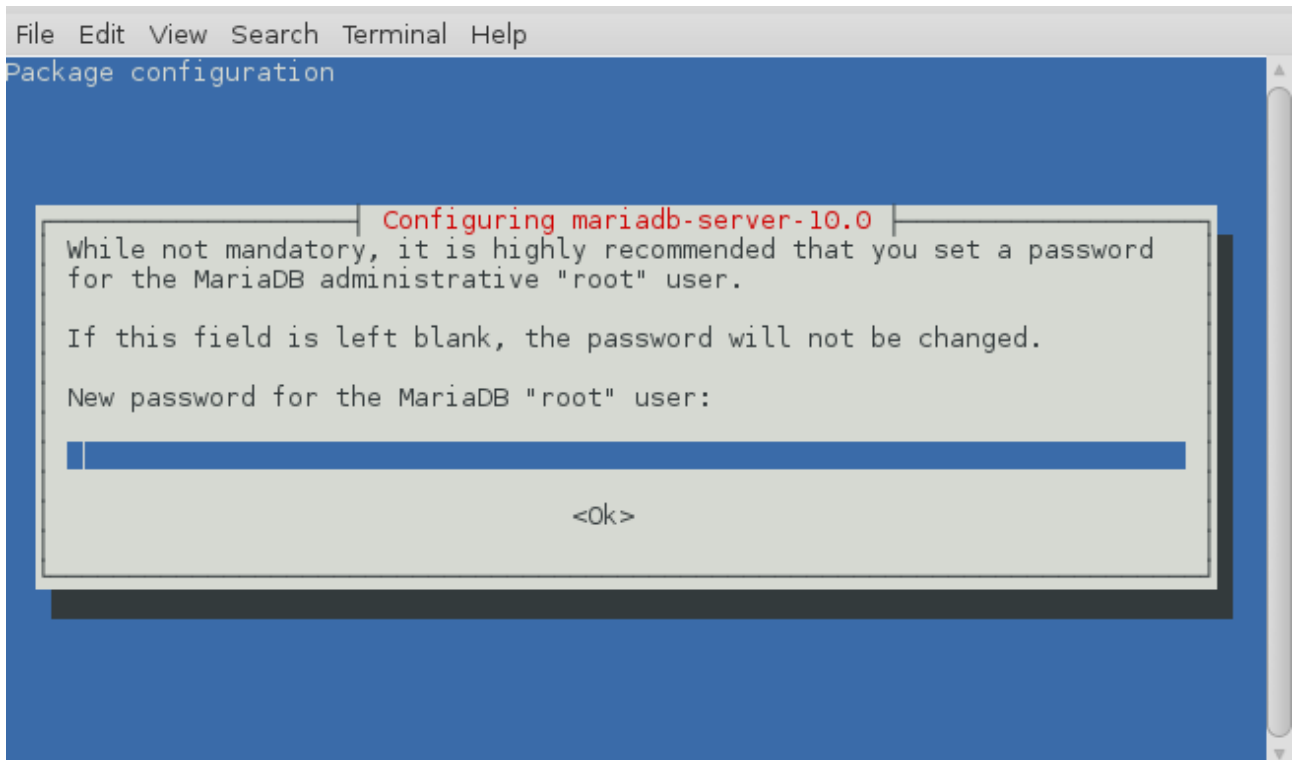 File Edit View Search Terminal Help
Package configuration
Configuring mariadb-server-10.0
While not mandatory, it is highly recommended that you set a password
for the MariaDB administrative "root" user.
If this field is left blank, the password will not be changed.
New password for the MariaDB "root" user:
<Ok>